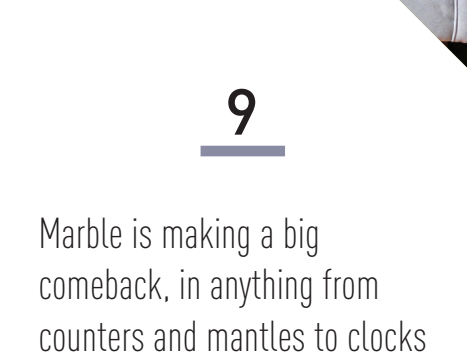 9
Marble is making a big
comeback, in anything from
counters and mantles to clocks